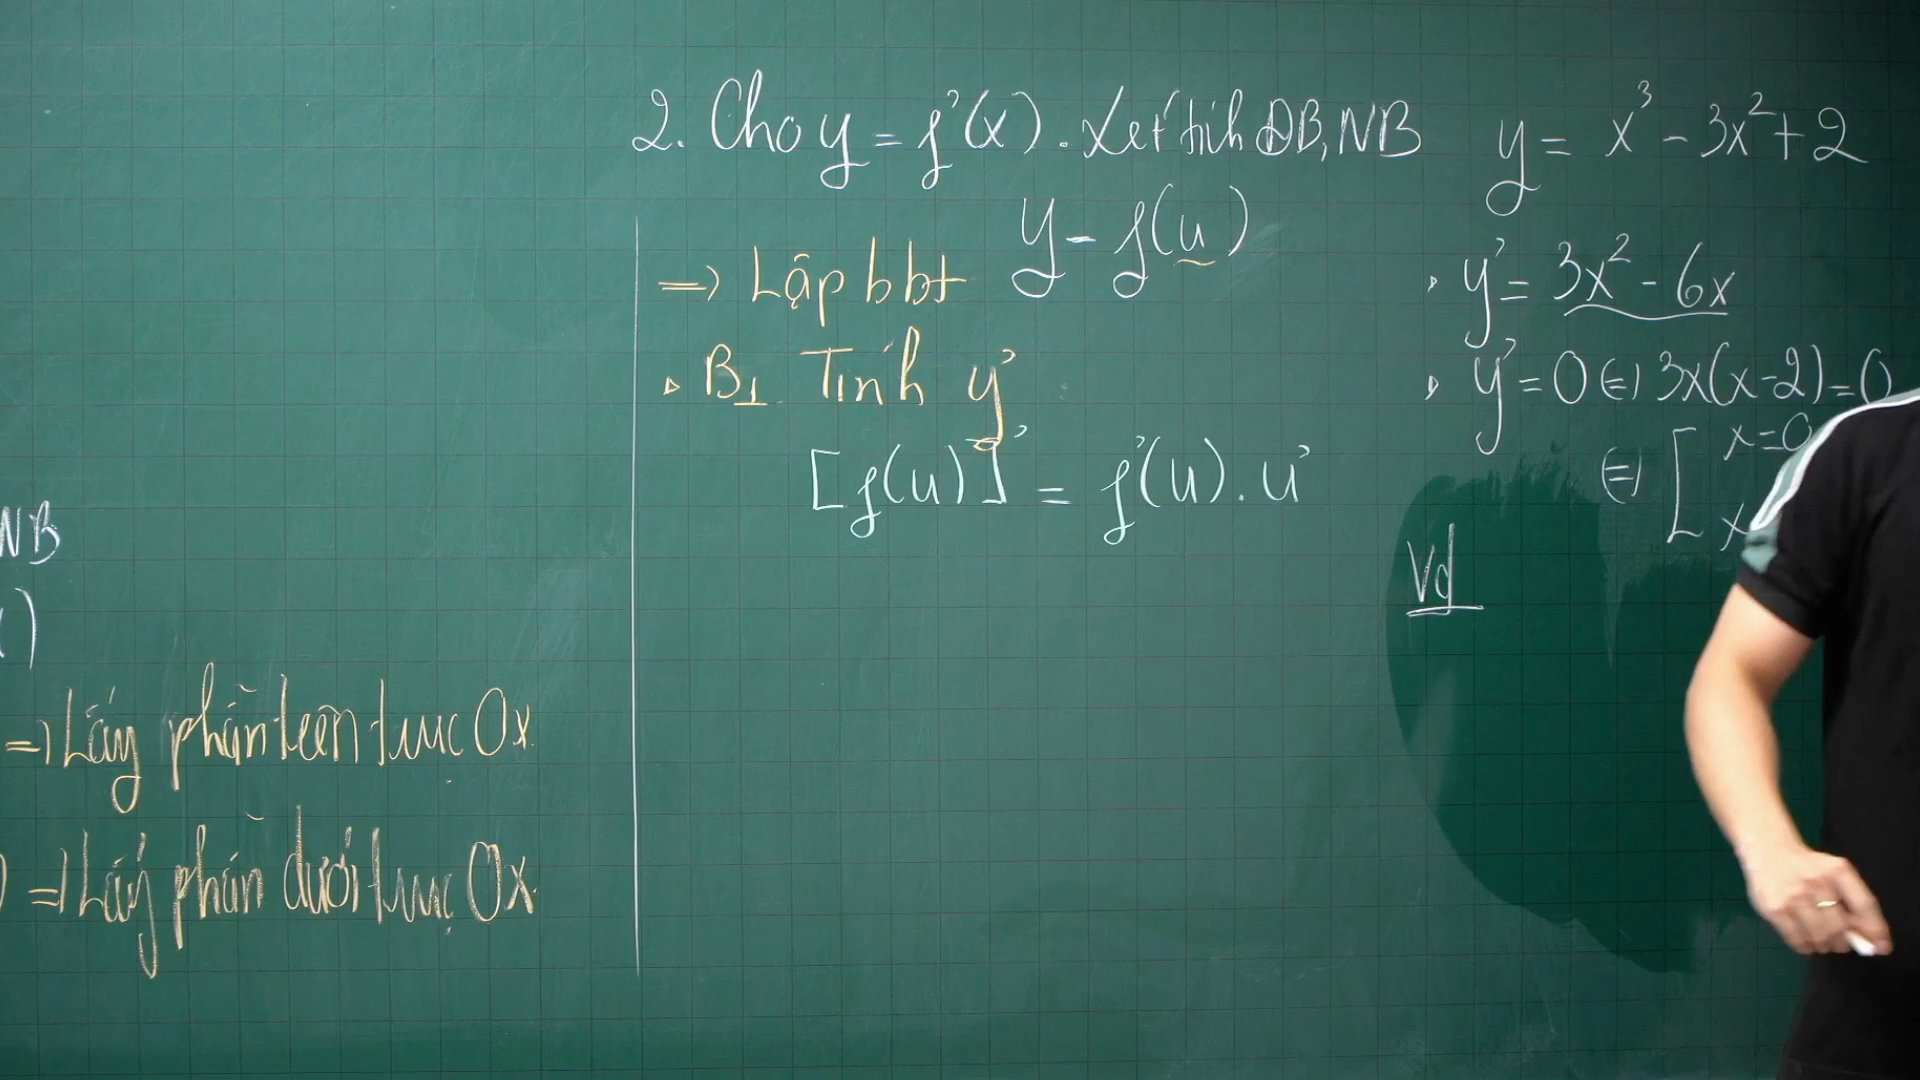 NB
)
=> Lấy phần trên trục Ox.
) => Lấy phần dưới trục Ox.
2. Cho y = f'(x). Xét tính ĐB, NB
y = f(u)
=> Lập bbt
▹ B1 Tính y'
[f(u)]' = f'(u).u'
y = x³ - 3x² + 2
▹ y' = 3x² - 6x
▹ y' = 0 <=> 3x(x-2) = 0
<=> [ x=0
x
Vd